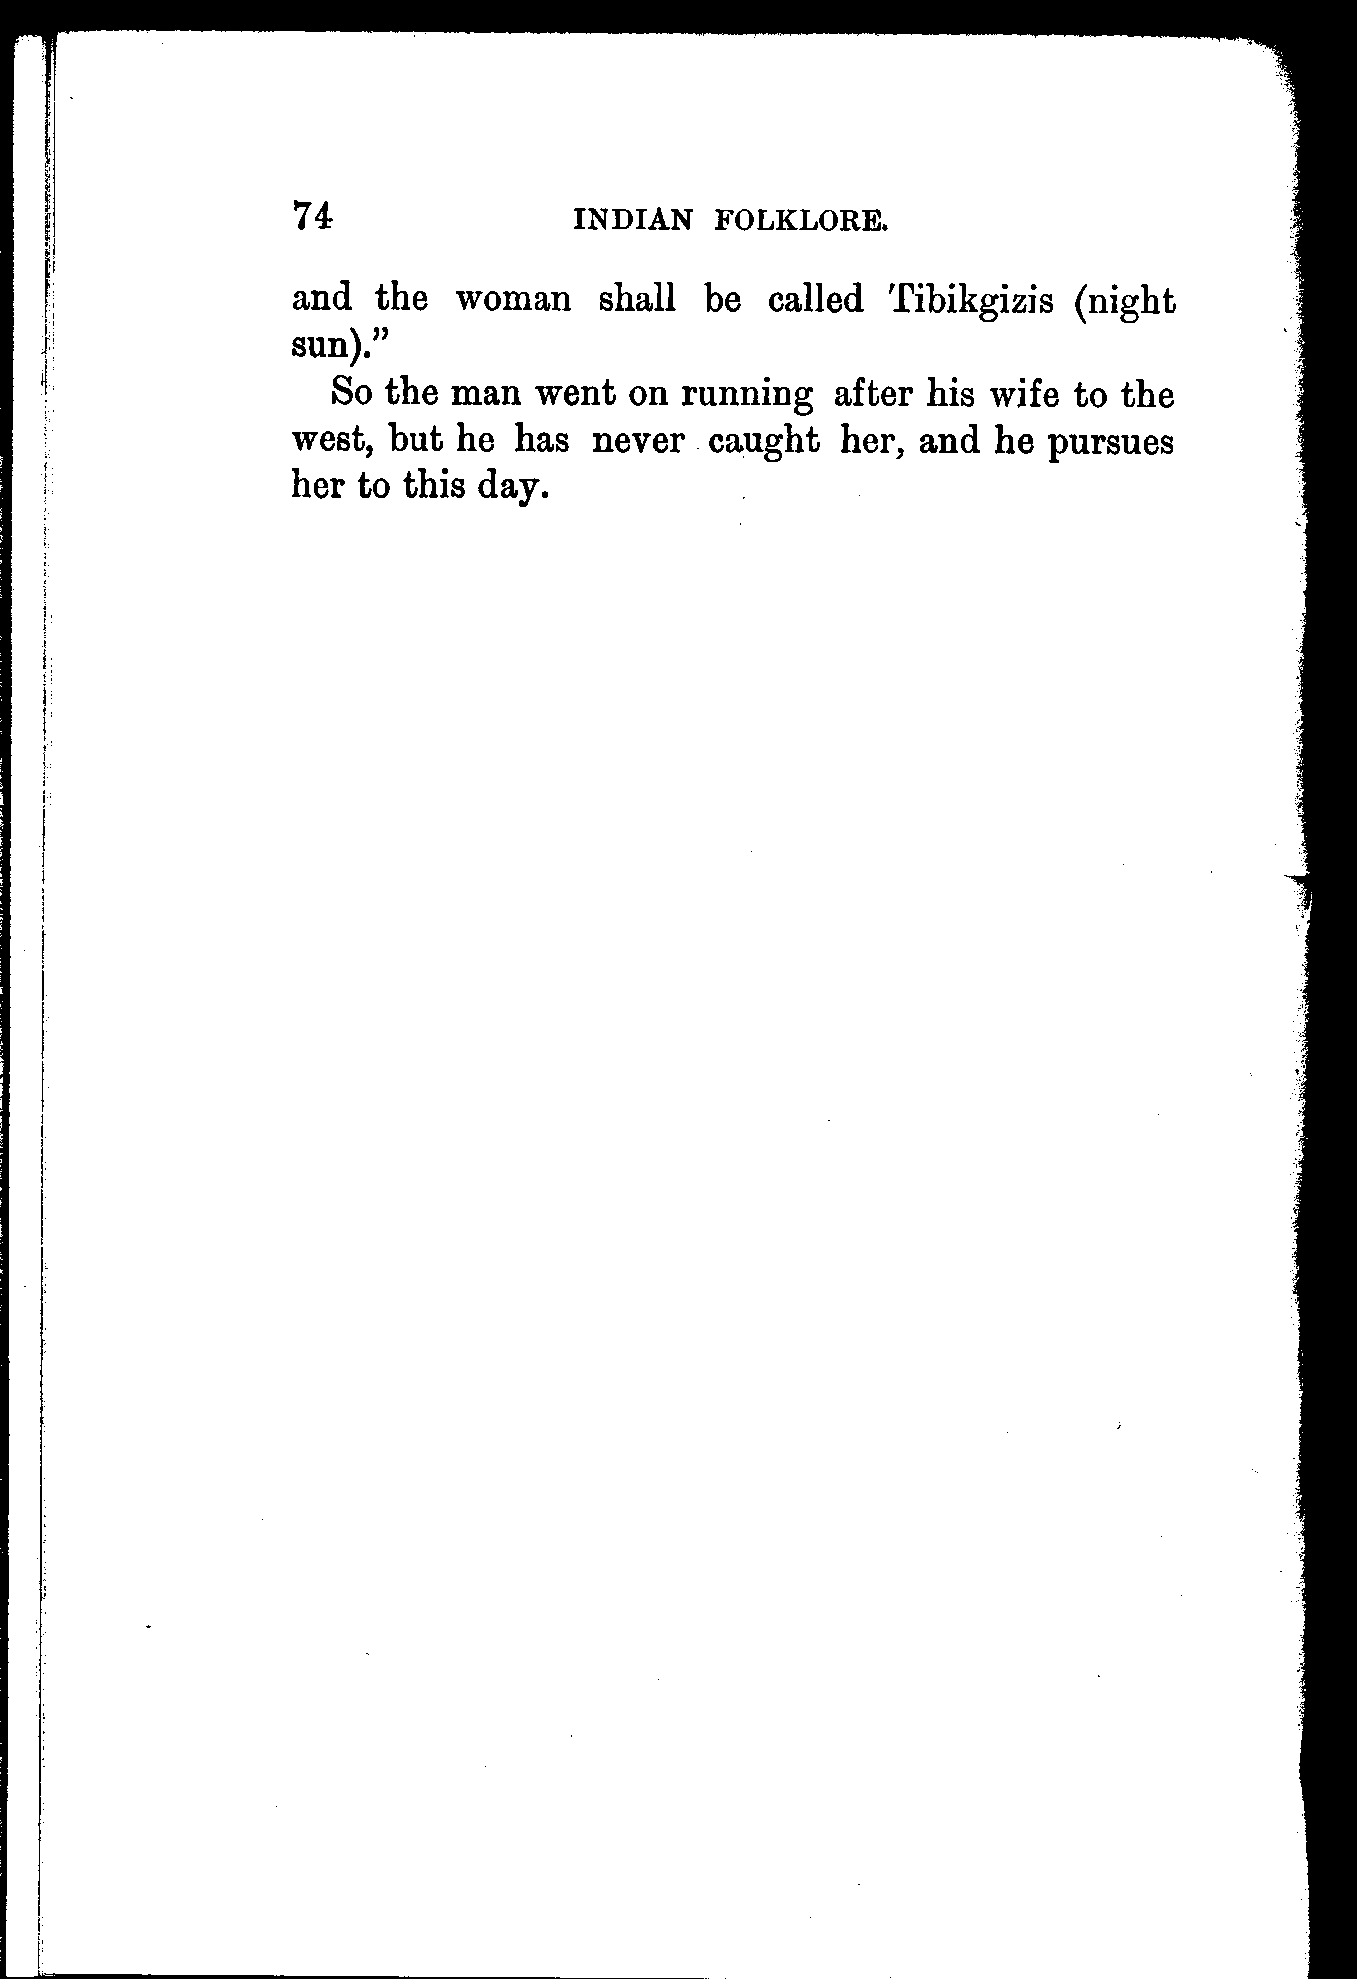 74 INDIAN FOLKLORE.
and the woman shall be called Tibikgizis (night
sun)."
So the man went on running after his wife to the
west, but he has never caught her, and he pursues
her to this day.